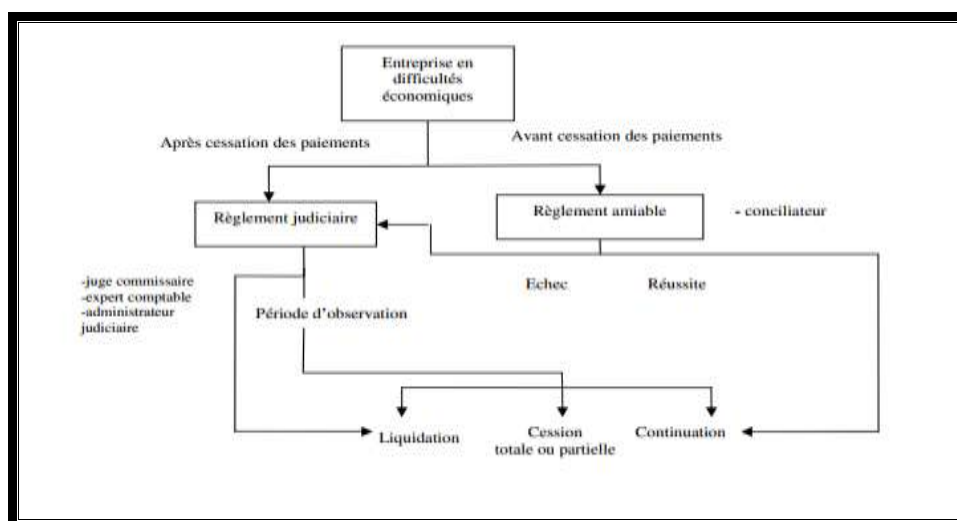 Entreprise en
difficultés
économiques
Après cessation des paiements
Avant cessation des paiements
Règlement judiciaire
Règlement amiable
- conciliateur
-juge commissaire
-expert comptable
-administrateur
judiciaire
Echec
Réussite
Période d'observation
Liquidation
Cession
totale ou partielle
Continuation